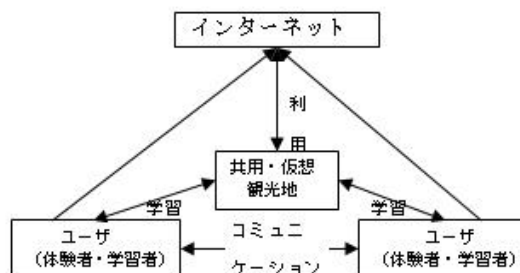 インターネット
利
用
共用・仮想
観光地
学習
学習
ユーザ
(体験者・学習者)
コミュニ
ケーション
ユーザ
(体験者・学習者)